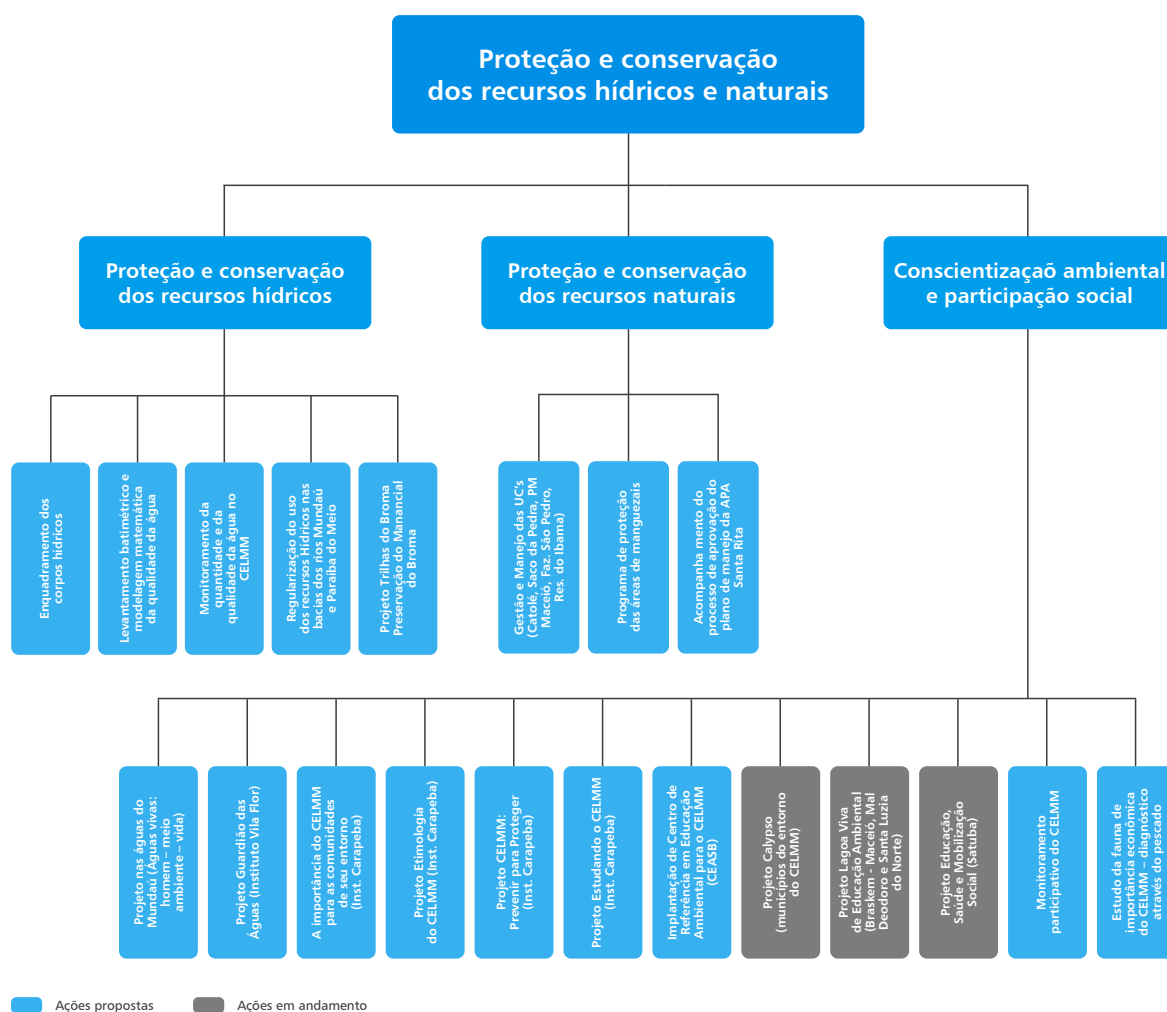 Proteção e conservação
dos recursos hídricos e naturais
Proteção e conservação
dos recursos hídricos
Proteção e conservação
dos recursos naturais
Conscientizaçaõ ambiental
e participação social
Enquadramento dos
corpos hídricos
Levantamento batimétrico e
modelagem matemática
da qualidade da água
Monitoramento da
quantidade e da
qualidade da água no
CELMM
Regularização do uso
dos recursos Hídricos nas
bacias dos rios Mundaú
e Paraíba do Meio
Projeto Trilhas do Broma
Preservação do Manancial
do Broma
Gestão e Manejo das UC's
(Catolé, Saco da Pedra, PM
Maceió, Faz. São Pedro,
Res. do Ibama)
Programa de proteção
das áreas de manguezais
Acompanha mento do
processo de aprovação do
plano de manejo da APA
Santa Rita
Projeto nas águas do
Mundaú (Águas vivas:
homem – meio
ambiente – vida)
Projeto Guardião das
Águas (Instituto Vila Flor)
A importância do CELMM
para as comunidades
de seu entorno
(Inst. Carapeba)
Projeto Etimologia
do CELMM (Inst. Carapeba)
Projeto CELMM:
Prevenir para Proteger
(Inst. Carapeba)
Projeto Estudando o CELMM
(Inst. Carapeba)
Implantação de Centro de
Referência em Educação
Ambiental para o CELMM
(CEASB)
Projeto Calypso
(municípios do entorno
do CELMM)
Projeto Lagoa Viva
de Educação Ambiental
(Braskem - Maceió, Mal
Deodoro e Santa Luzia
do Norte)
Projeto Educação,
Saúde e Mobilização
Social (Satuba)
Monitoramento
participativo do CELMM
Estudo da fauna de
importância econômica
do CELMM – diagnóstico
através do pescado
Ações propostas
Ações em andamento